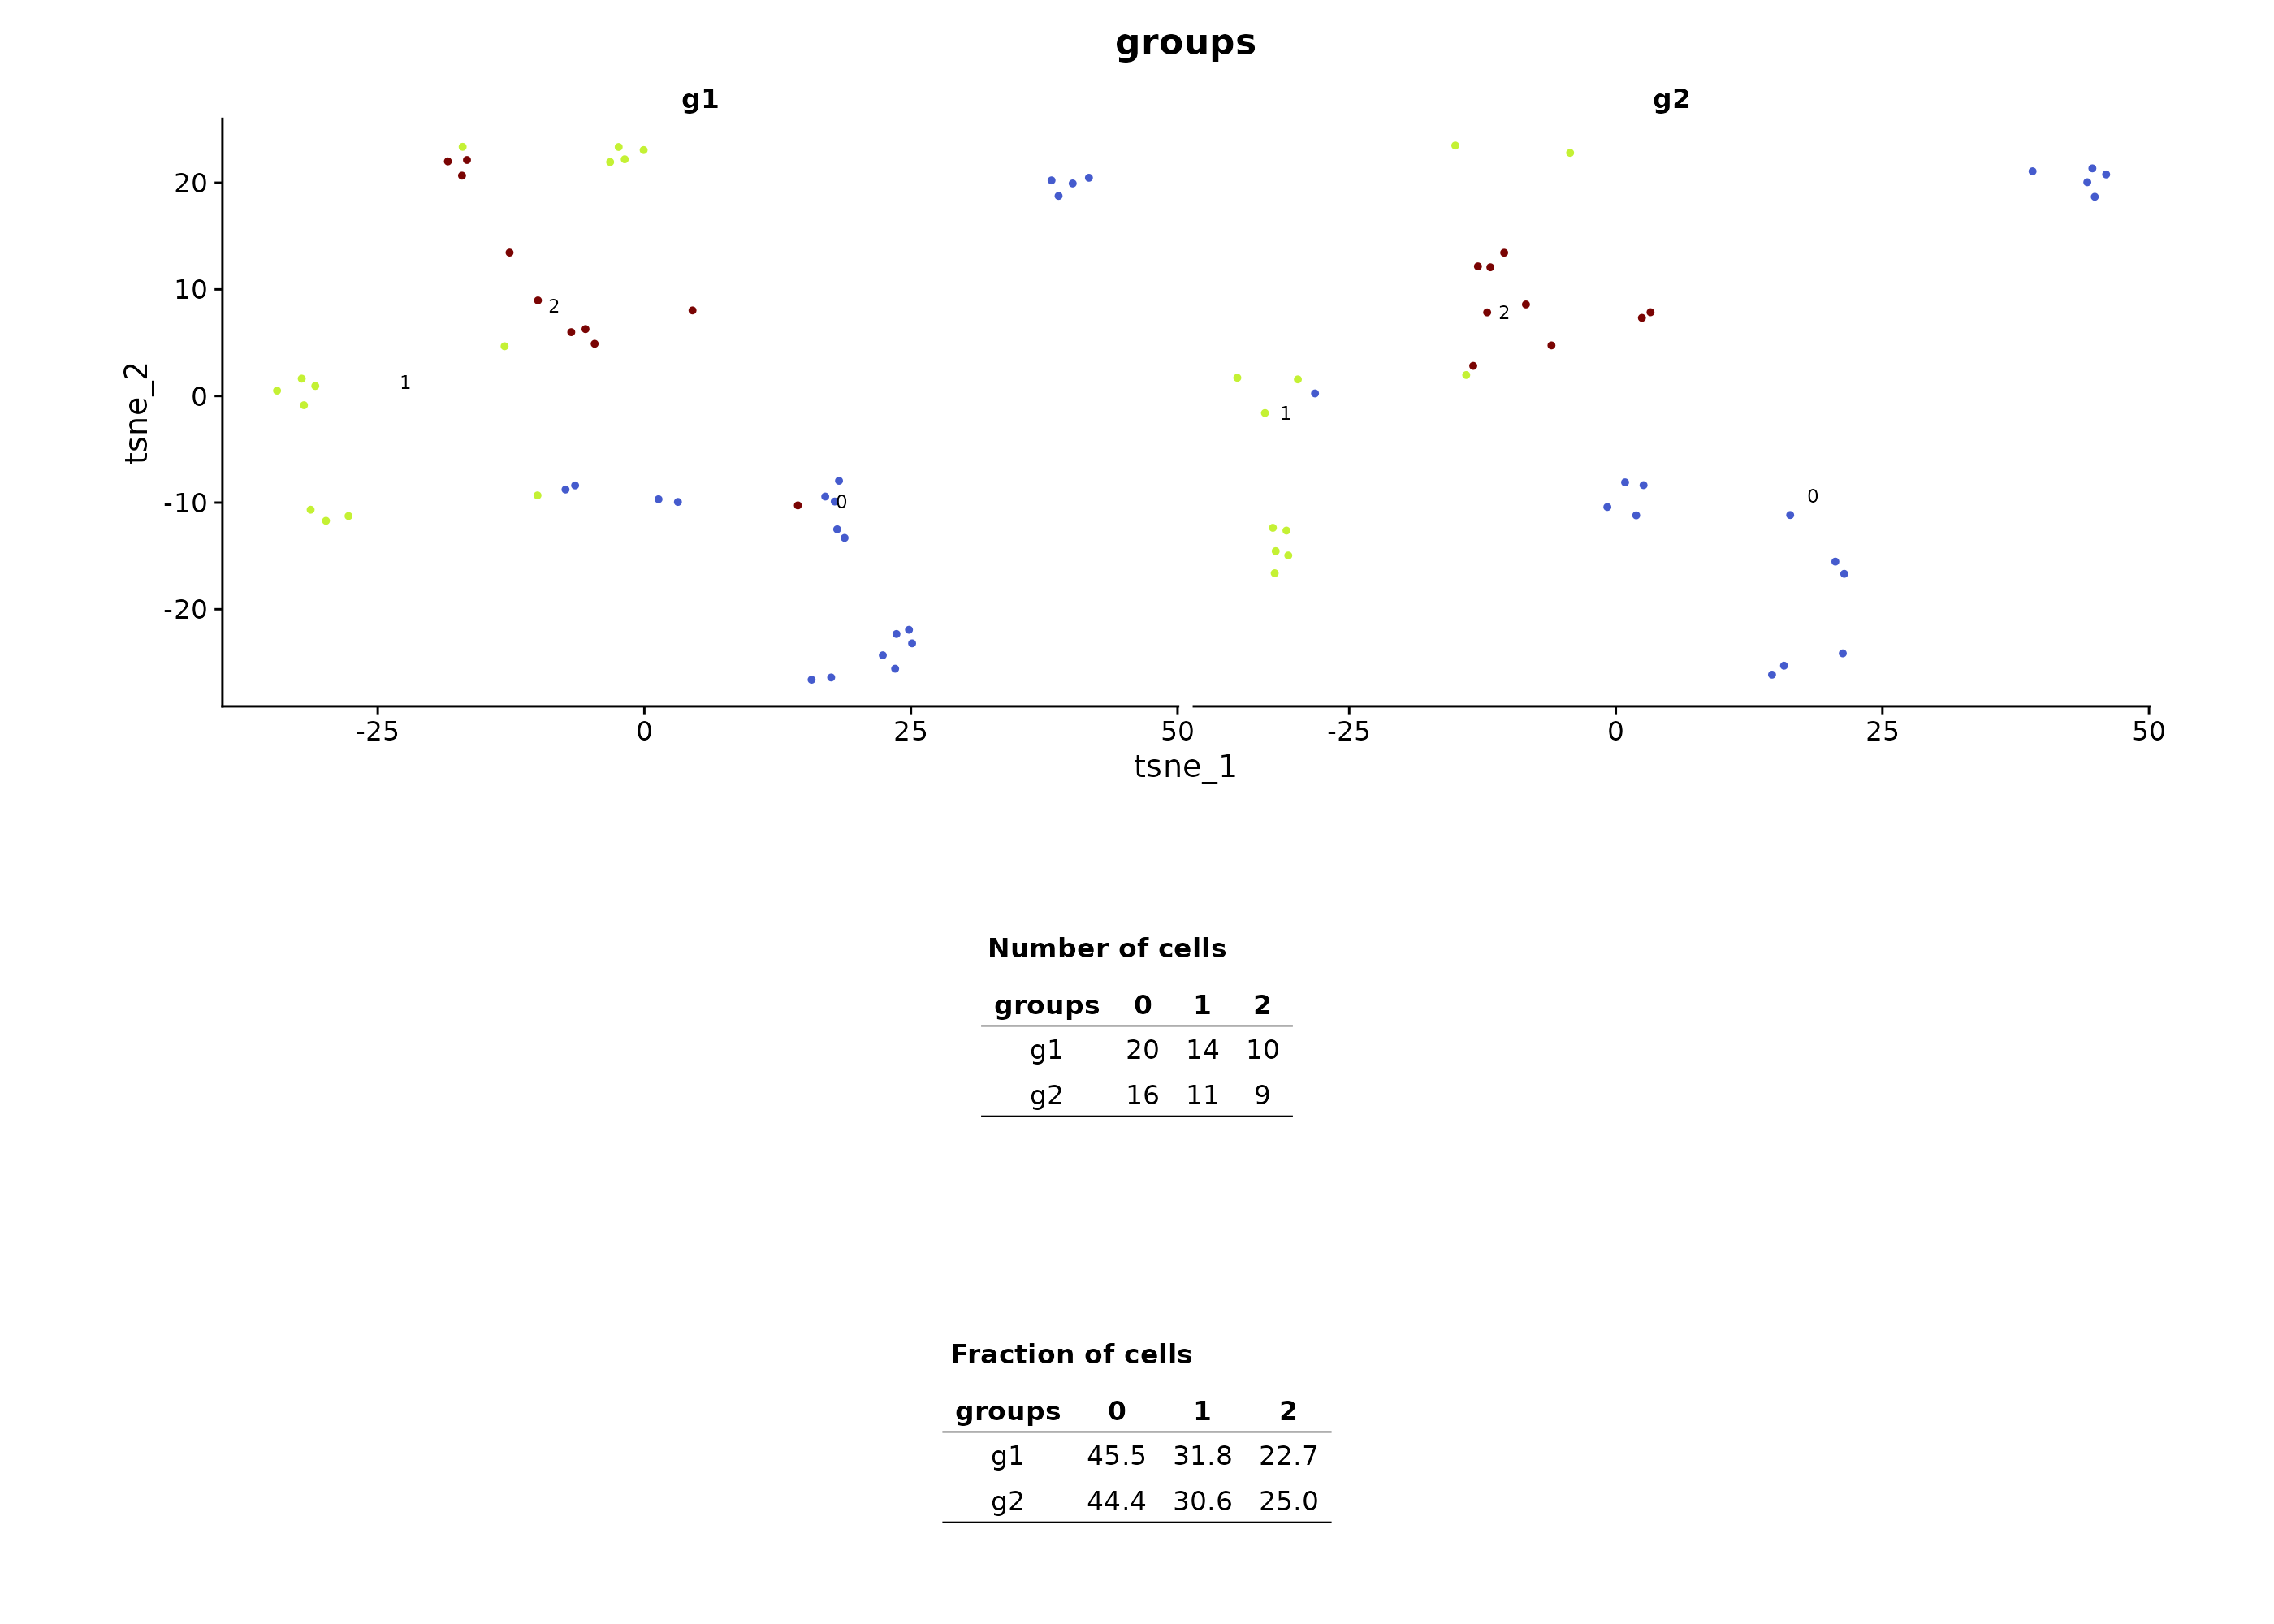 groups
g1 g2
20
10
0
-10
-20
tsne_2
2
1
0
2
1
0
-25 0 25 50 -25 0 25 50
tsne_1
Number of cells
groups 0 1 2
g1 20 14 10
g2 16 11 9
Fraction of cells
groups 0 1 2
g1 45.5 31.8 22.7
g2 44.4 30.6 25.0